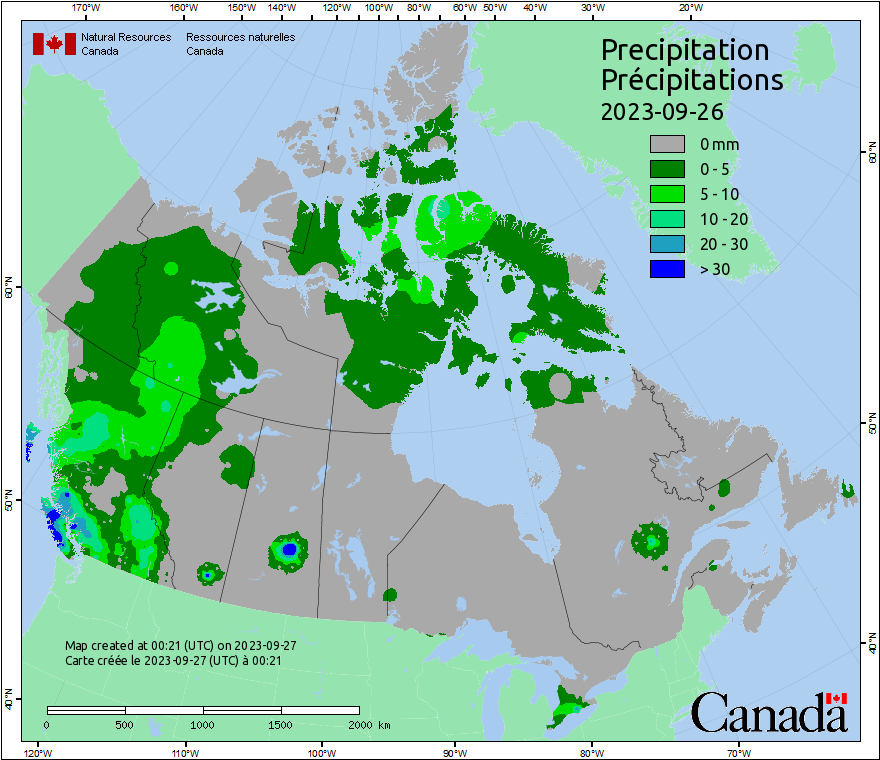 170°W 160°W 150°W 140°W 130°W 120°W 110°W 100°W 90°W 80°W 60°W 50°W 40°W 30°W 20°W
Natural Resources Ressources naturelles
Canada Canada
Precipitation
Précipitations
2023-09-26
0 mm
0 - 5
5 - 10
10 - 20
20 - 30
> 30
60°N
60°N
50°N
50°N
40°N
40°N
Map created at 00:21 (UTC) on 2023-09-27
Carte créée le 2023-09-27 (UTC) à 00:21
0 500 1000 1500 2000 km
Canada
120°W 110°W 100°W 90°W 80°W 70°W